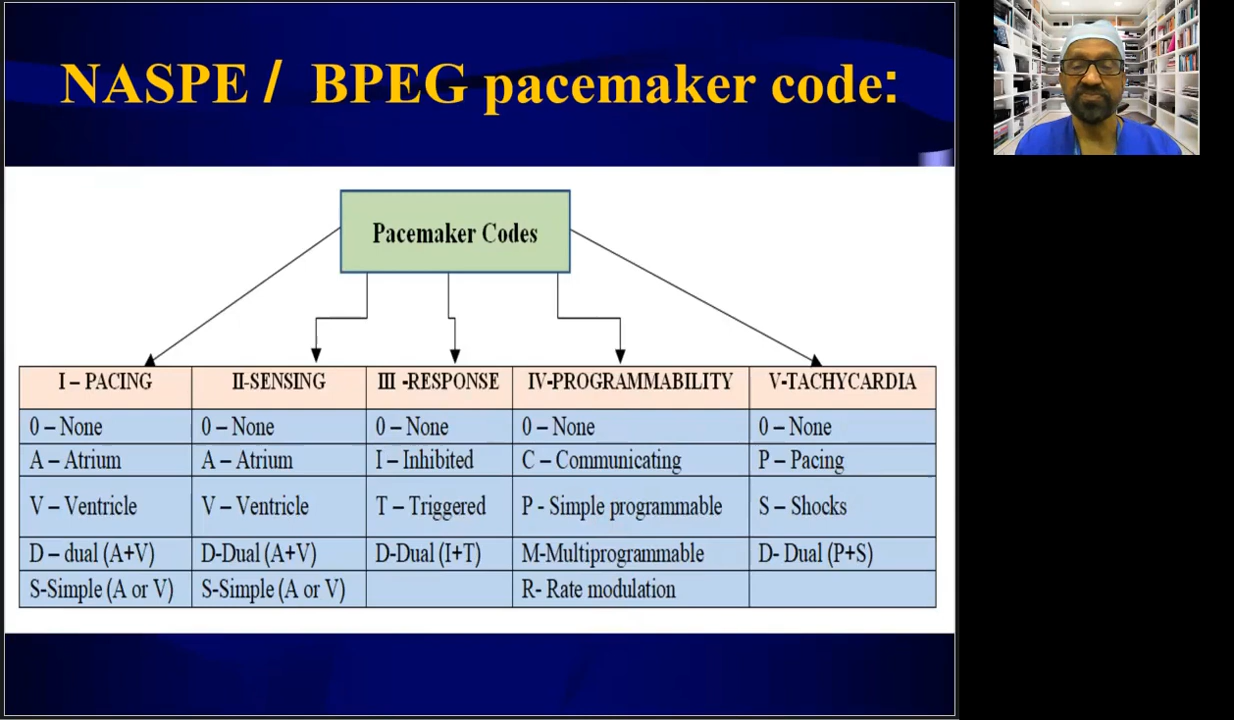 NASPE / BPEG pacemaker code:
Pacemaker Codes
I – PACING II-SENSING III -RESPONSE IV-PROGRAMMABILITY V-TACHYCARDIA
0 – None 0 – None 0 – None 0 – None 0 – None
A – Atrium A – Atrium I – Inhibited C – Communicating P – Pacing
V – Ventricle V – Ventricle T – Triggered P - Simple programmable S – Shocks
D – dual (A+V) D-Dual (A+V) D-Dual (I+T) M-Multiprogrammable D- Dual (P+S)
S-Simple (A or V) S-Simple (A or V) R- Rate modulation